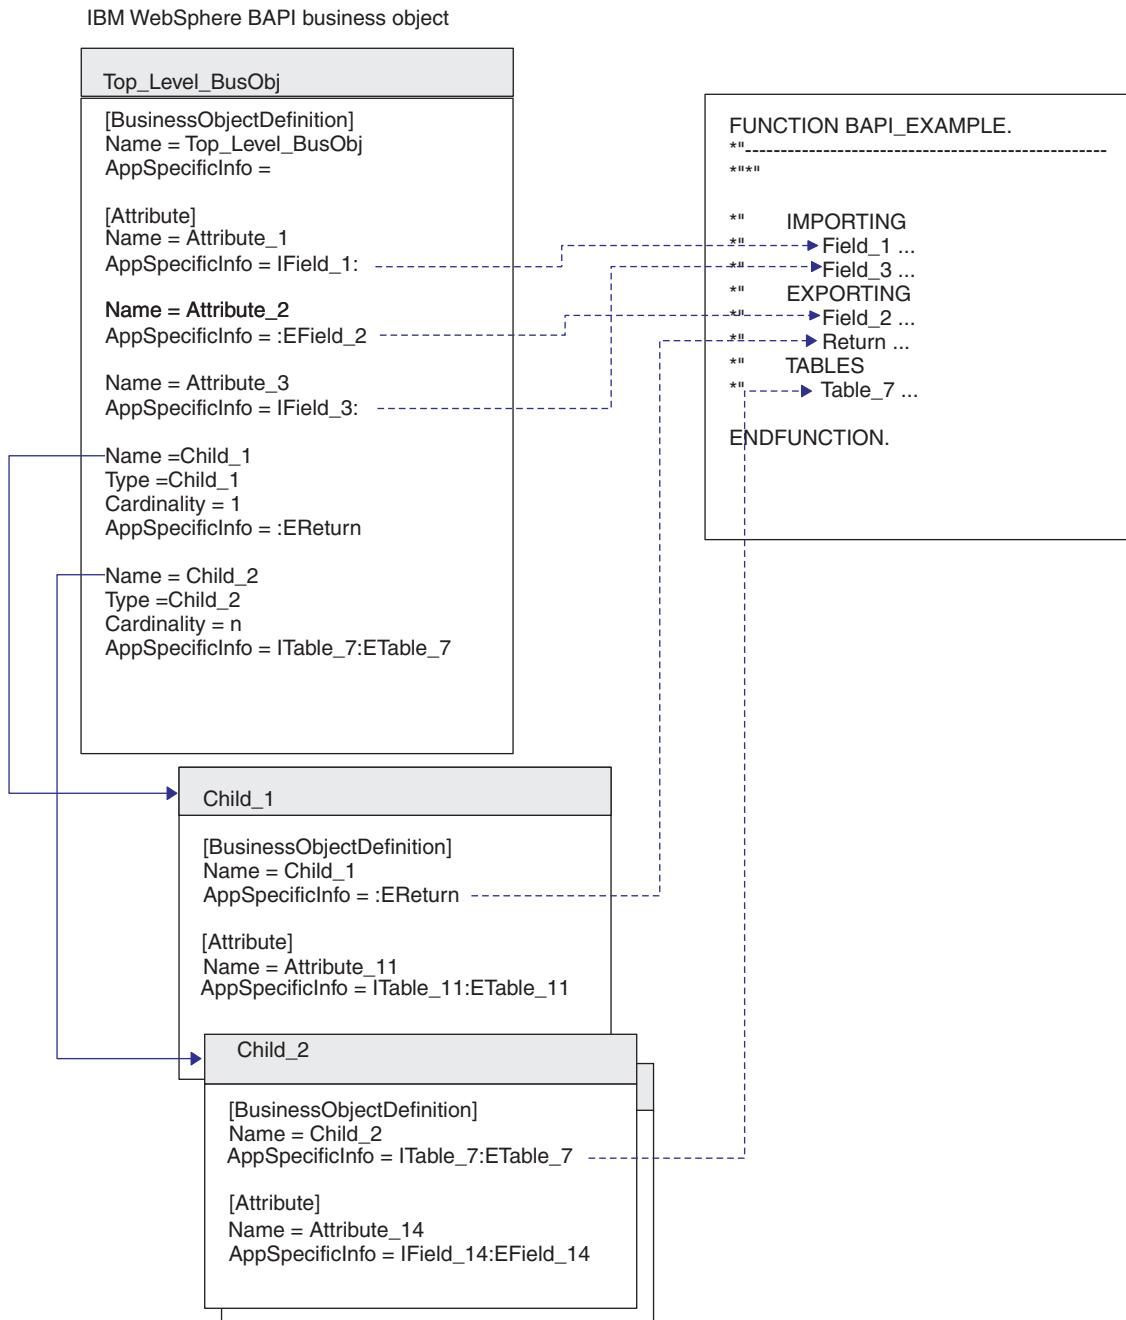 IBM WebSphere BAPI business object
Top_Level_BusObj
[BusinessObjectDefinition]
Name = Top_Level_BusObj
AppSpecificInfo =
[Attribute]
Name = Attribute_1
AppSpecificInfo = IField_1:
Name = Attribute_2
AppSpecificInfo = :EField_2
Name = Attribute_3
AppSpecificInfo = IField_3:
Name =Child_1
Type =Child_1
Cardinality = 1
AppSpecificInfo = :EReturn
Name = Child_2
Type =Child_2
Cardinality = n
AppSpecificInfo = ITable_7:ETable_7
FUNCTION BAPI_EXAMPLE.
*"---------------------------------------------------
*"*"
*" IMPORTING
*" Field_1 ...
*" Field_3 ...
*" EXPORTING
*" Field_2 ...
*" Return ...
*" TABLES
*" Table_7 ...
ENDFUNCTION.
Child_1
[BusinessObjectDefinition]
Name = Child_1
AppSpecificInfo = :EReturn
[Attribute]
Name = Attribute_11
AppSpecificInfo = ITable_11:ETable_11
Child_2
[BusinessObjectDefinition]
Name = Child_2
AppSpecificInfo = ITable_7:ETable_7
[Attribute]
Name = Attribute_14
AppSpecificInfo = IField_14:EField_14